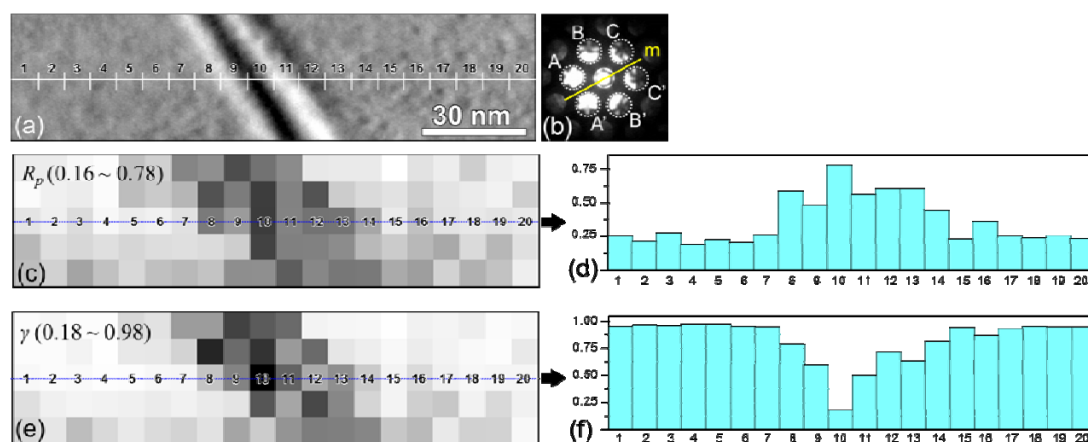 1 2 3 4 5 6 7 8 9 10 11 12 13 14 15 16 17 18 19 20
30 nm
(a)
B C m
A
C'
A' B'
(b)
R_p (0.16 ~ 0.78)
1 2 3 4 5 6 7 8 9 10 11 12 13 14 15 16 17 18 19 20
(c)
0.75
0.50
0.25
1 2 3 4 5 6 7 8 9 10 11 12 13 14 15 16 17 18 19 20
(d)
γ (0.18 ~ 0.98)
1 2 3 4 5 6 7 8 9 10 11 12 13 14 15 16 17 18 19 20
(e)
1.00
0.75
0.50
0.25
1 2 3 4 5 6 7 8 9 10 11 12 13 14 15 16 17 18 19 20
(f)